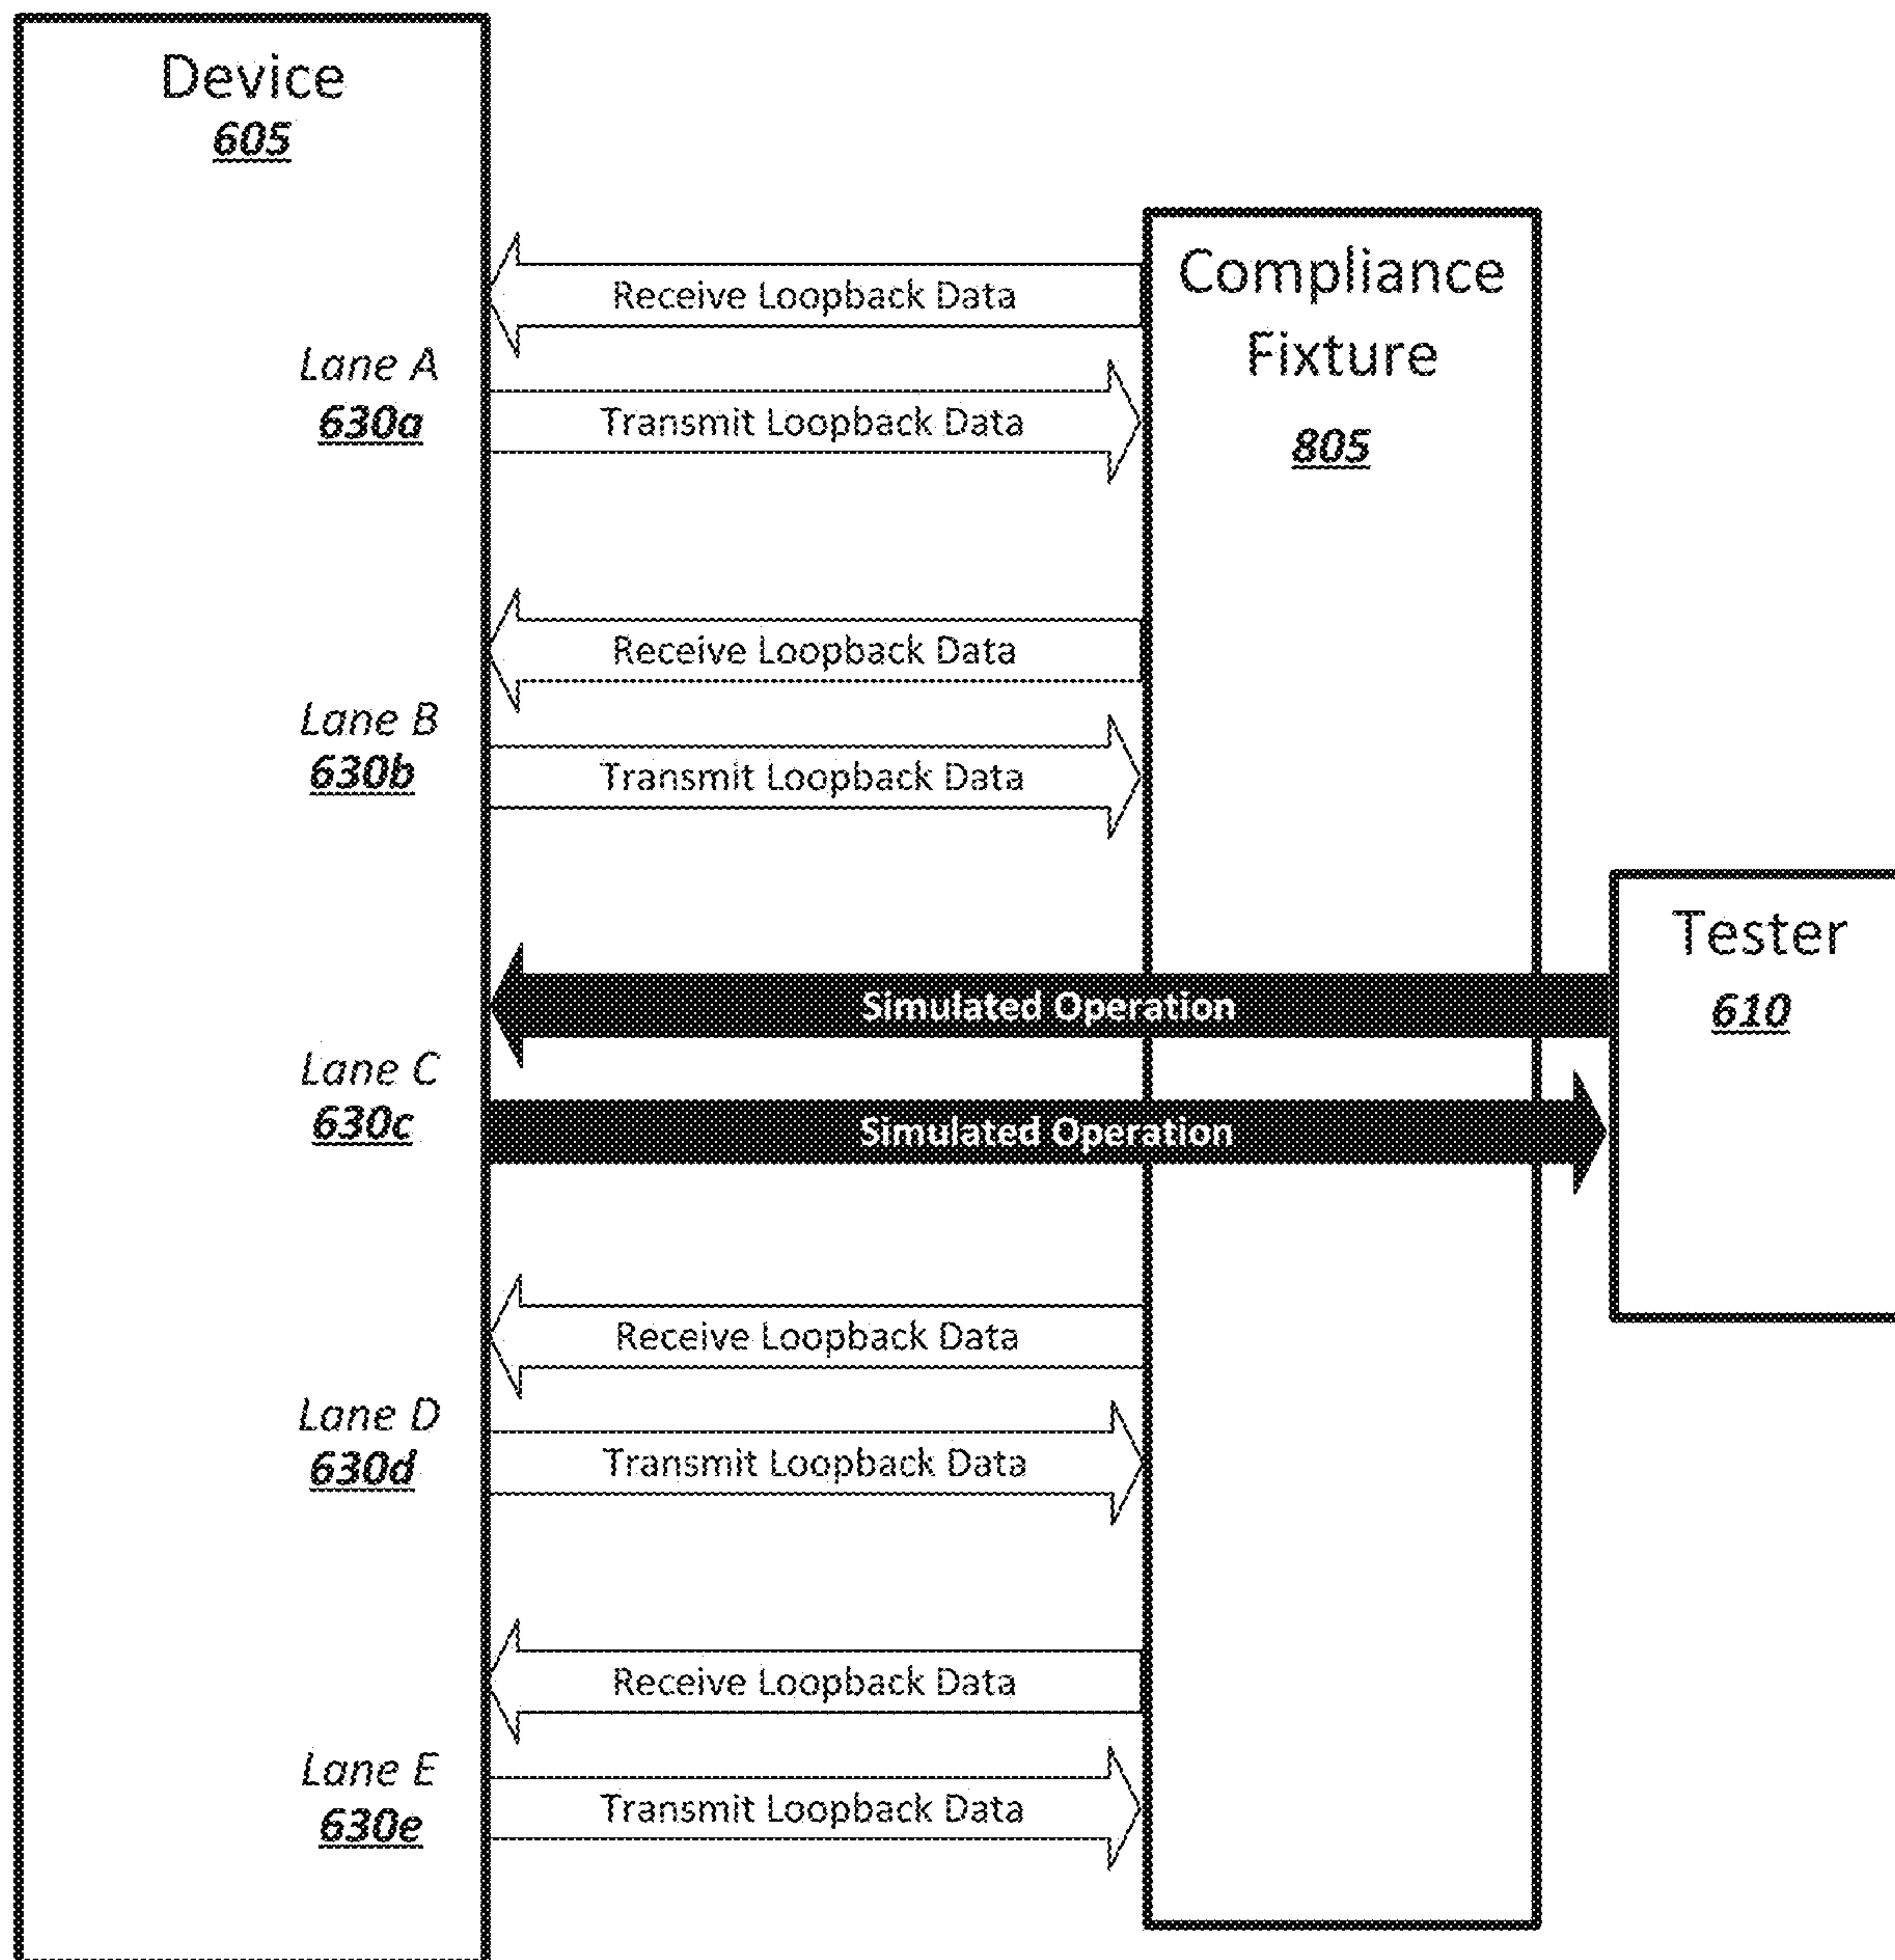 Device
605
Compliance
Fixture
805
Receive Loopback Data
Lane A
630a
Transmit Loopback Data
Receive Loopback Data
Lane B
630b
Transmit Loopback Data
Tester
610
Simulated Operation
Lane C
630c
Simulated Operation
Receive Loopback Data
Lane D
630d
Transmit Loopback Data
Receive Loopback Data
Lane E
630e
Transmit Loopback Data